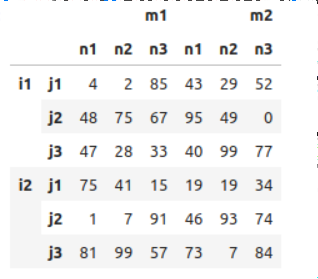 m1 m2
n1 n2 n3 n1 n2 n3
i1 j1 4 2 85 43 29 52
j2 48 75 67 95 49 0
j3 47 28 33 40 99 77
i2 j1 75 41 15 19 19 34
j2 1 7 91 46 93 74
j3 81 99 57 73 7 84